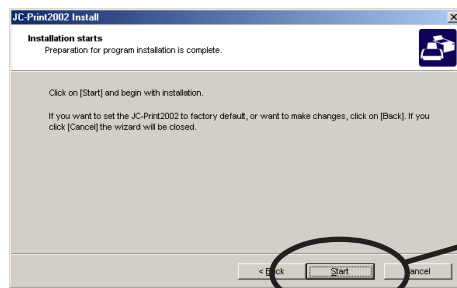 JC-Print2002 Install
Installation starts
Preparation for program installation is complete.
Click on [Start] and begin with installation.
If you want to set the JC-Print2002 to factory default, or want to make changes, click on [Back]. If you
click [Cancel] the wizard will be closed.
< Back Start Cancel